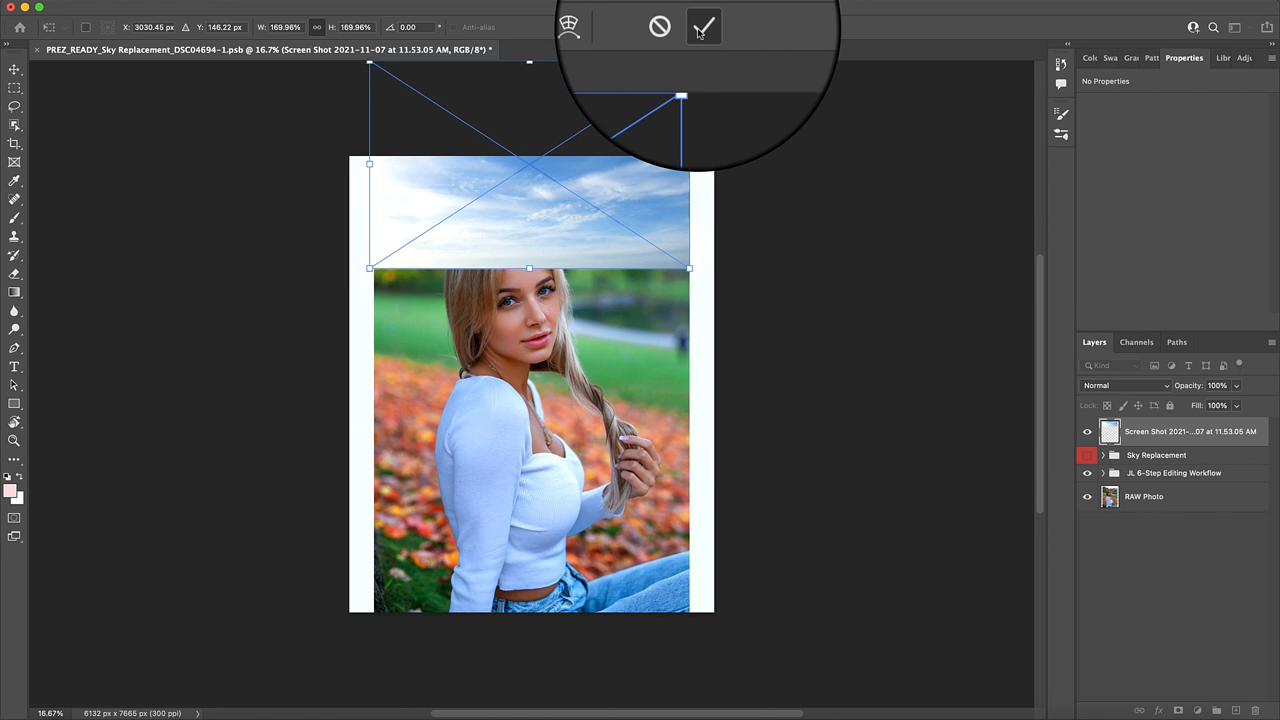 X: 3030.45 px Y: 146.22 px W: 169.96% H: 169.96% 0.00 ° Anti-alias
× PREZ_READY_Sky Replacement_DSC04694-1.psb @ 16.7% (Screen Shot 2021-11-07 at 11.53.05 AM, RGB/8*) *
Colc Swa Grac Patt Properties Libr Adju
No Properties
Layers Channels Paths
Kind
Normal Opacity: 100%
Lock: Fill: 100%
Screen Shot 2021-...07 at 11.53.05 AM
Sky Replacement
JL 6-Step Editing Workflow
RAW Photo
fx
16.67% 6132 px x 7665 px (300 ppi)